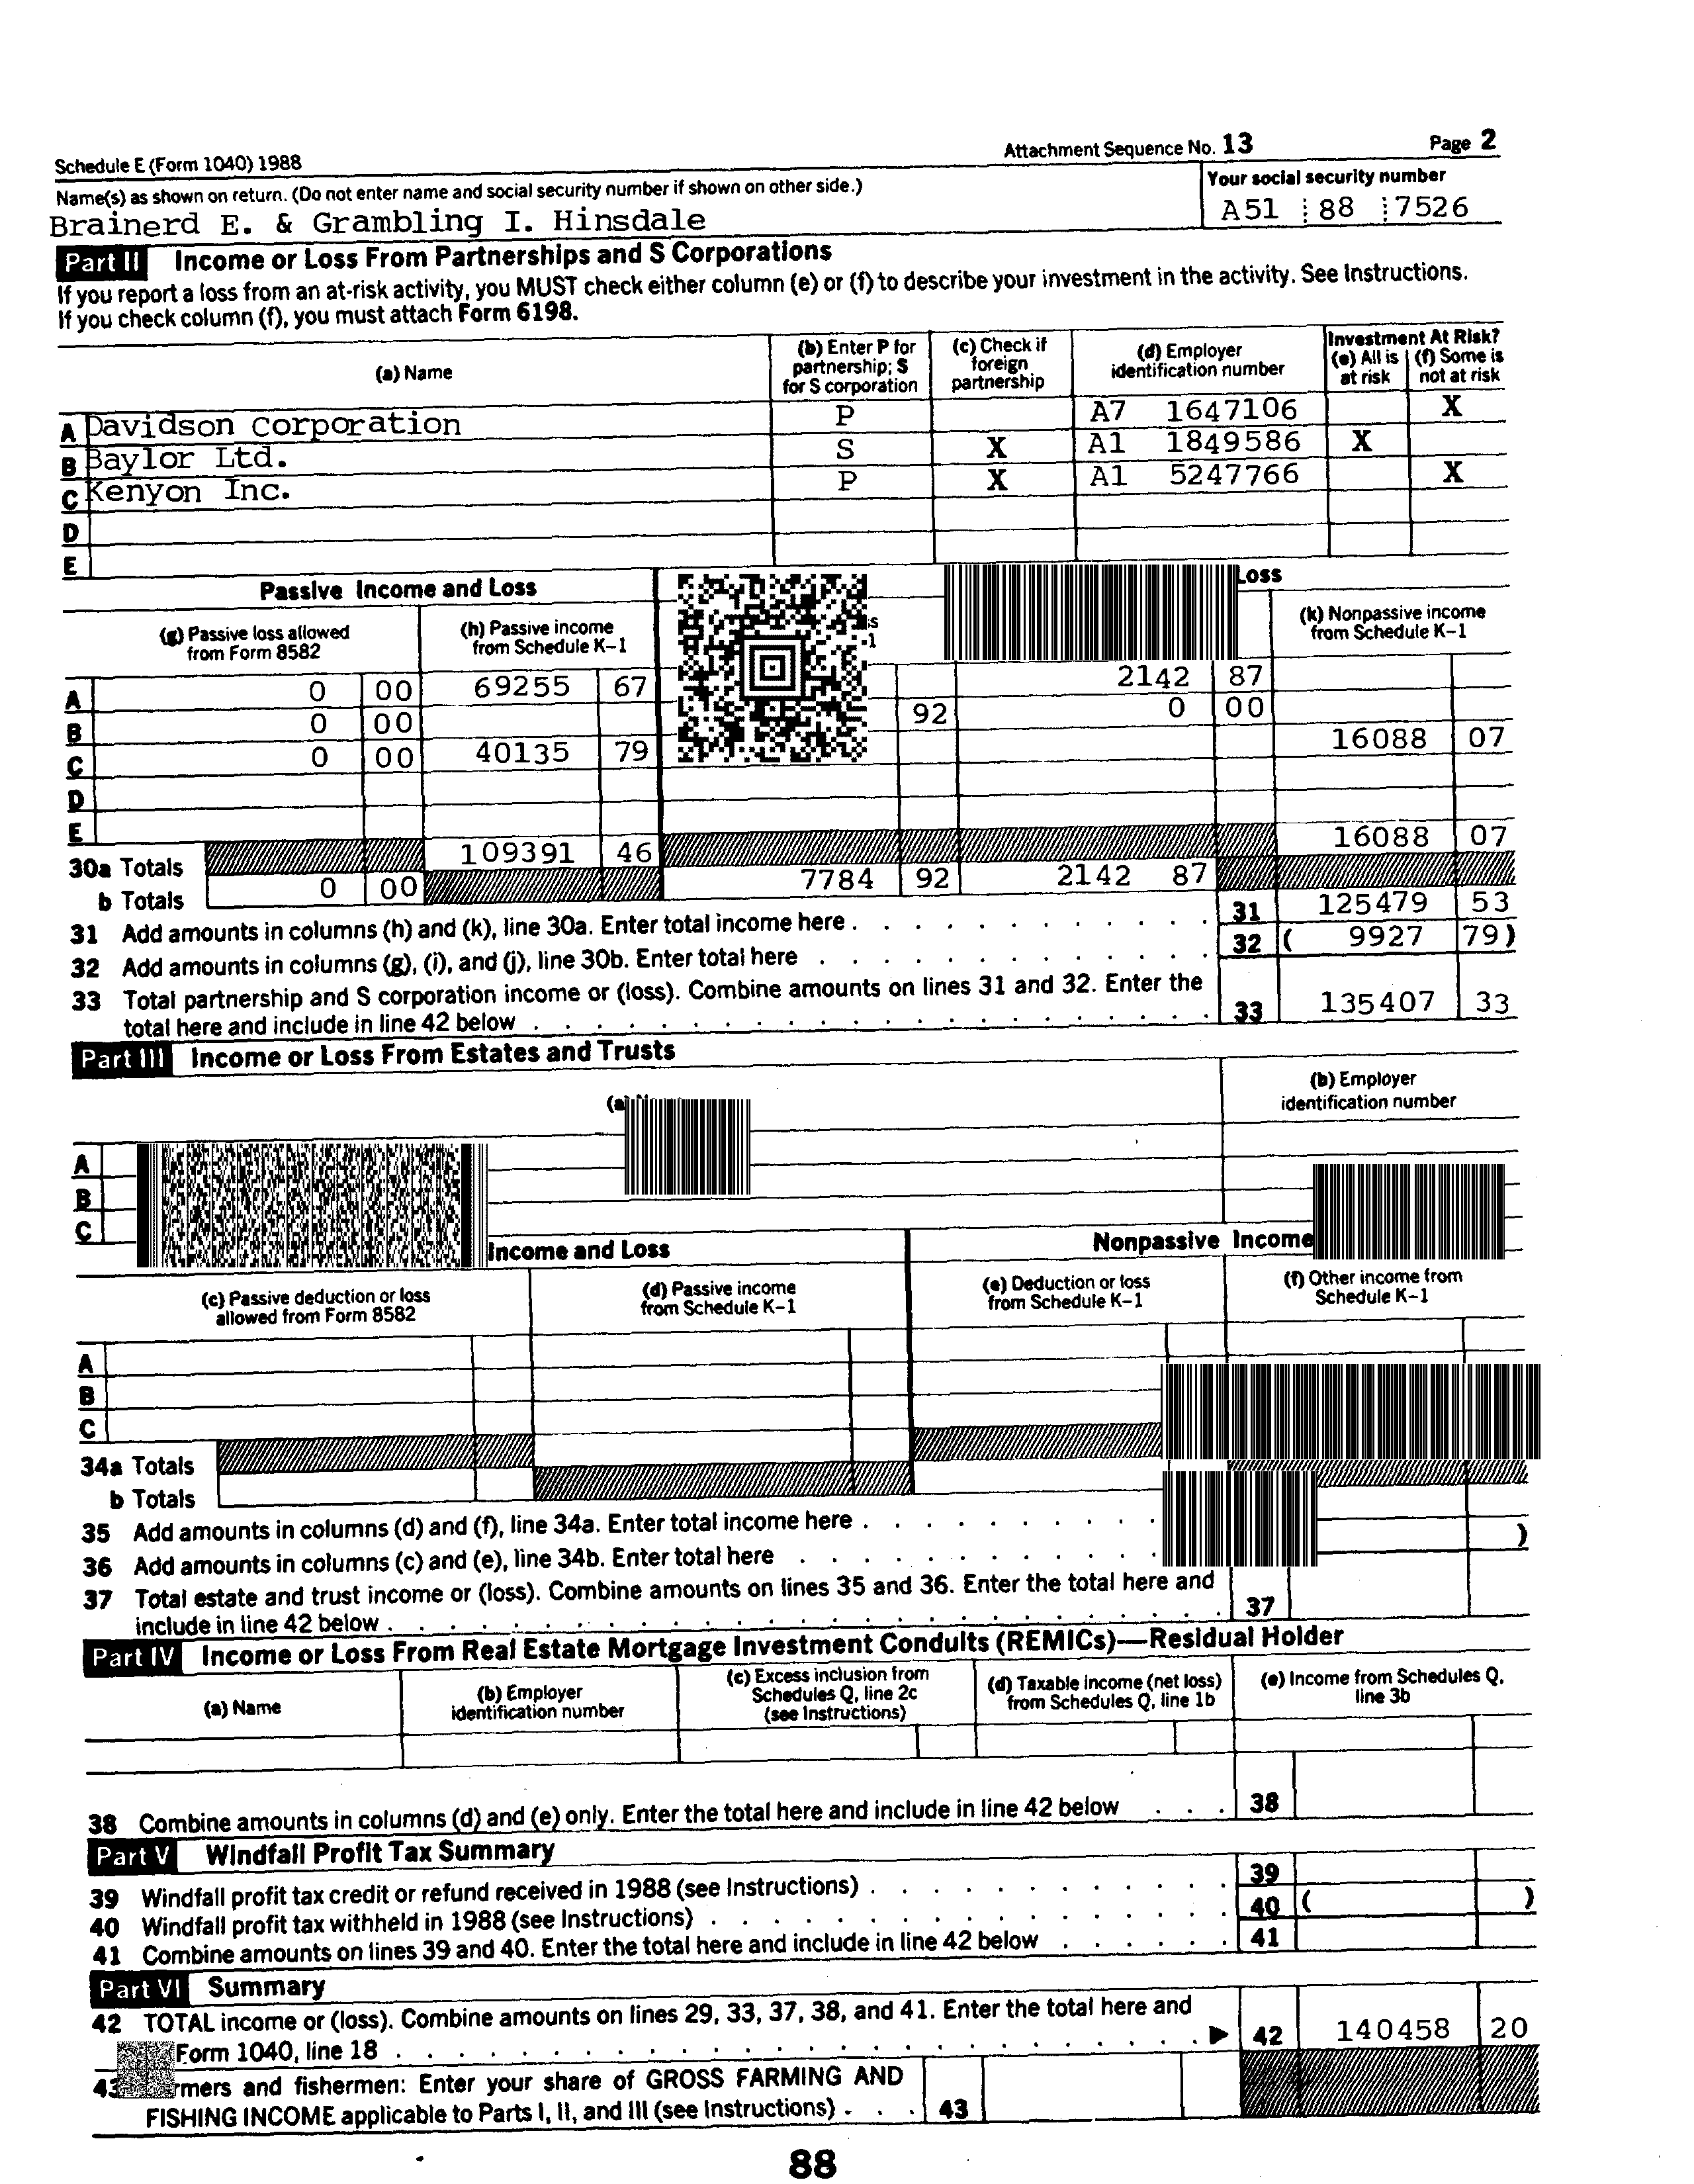 Schedule E (Form 1040) 1988 Attachment Sequence No. 13 Page 2
Name(s) as shown on return. (Do not enter name and social security number if shown on other side.) Your social security number
Brainerd E. & Grambling I. Hinsdale A51 88 7526
Part II Income or Loss From Partnerships and S Corporations
If you report a loss from an at-risk activity, you MUST check either column (e) or (f) to describe your investment in the activity. See Instructions.
If you check column (f), you must attach Form 6198.
(a) Name (b) Enter P for partnership; S for S corporation (c) Check if foreign partnership (d) Employer identification number Investment At Risk? (e) All is at risk (f) Some is not at risk
A Davidson Corporation P A7 1647106 X
B Baylor Ltd. S X A1 1849586 X
C Kenyon Inc. P X A1 5247766 X
D
E
Passive Income and Loss Loss
(g) Passive loss allowed from Form 8582 (h) Passive income from Schedule K-1 (k) Nonpassive income from Schedule K-1
A 0 00 69255 67 2142 87
B 0 00 92 0 00
C 0 00 40135 79 16088 07
D
E
30a Totals 109391 46 16088 07
b Totals 0 00 7784 92 2142 87
31 Add amounts in columns (h) and (k), line 30a. Enter total income here . 31 125479 53
32 Add amounts in columns (g), (i), and (j), line 30b. Enter total here . 32 ( 9927 79)
33 Total partnership and S corporation income or (loss). Combine amounts on lines 31 and 32. Enter the
total here and include in line 42 below . 33 135407 33
Part III Income or Loss From Estates and Trusts
(b) Employer identification number
A
B
C
Income and Loss Nonpassive Income
(c) Passive deduction or loss allowed from Form 8582 (d) Passive income from Schedule K-1 (e) Deduction or loss from Schedule K-1 (f) Other income from Schedule K-1
A
B
C
34a Totals
b Totals
35 Add amounts in columns (d) and (f), line 34a. Enter total income here .
36 Add amounts in columns (c) and (e), line 34b. Enter total here . )
37 Total estate and trust income or (loss). Combine amounts on lines 35 and 36. Enter the total here and
include in line 42 below . 37
Part IV Income or Loss From Real Estate Mortgage Investment Conduits (REMICs)—Residual Holder
(a) Name (b) Employer identification number (c) Excess inclusion from Schedules Q, line 2c (see Instructions) (d) Taxable income (net loss) from Schedules Q, line 1b (e) Income from Schedules Q, line 3b
38 Combine amounts in columns (d) and (e) only. Enter the total here and include in line 42 below . . . 38
Part V Windfall Profit Tax Summary
39 Windfall profit tax credit or refund received in 1988 (see Instructions) . 39
40 Windfall profit tax withheld in 1988 (see Instructions) . 40 ( )
41 Combine amounts on lines 39 and 40. Enter the total here and include in line 42 below . 41
Part VI Summary
42 TOTAL income or (loss). Combine amounts on lines 29, 33, 37, 38, and 41. Enter the total here and
Form 1040, line 18 . ▶ 42 140458 20
43 and fishermen: Enter your share of GROSS FARMING AND
FISHING INCOME applicable to Parts I, II, and III (see Instructions) . . . 43
88